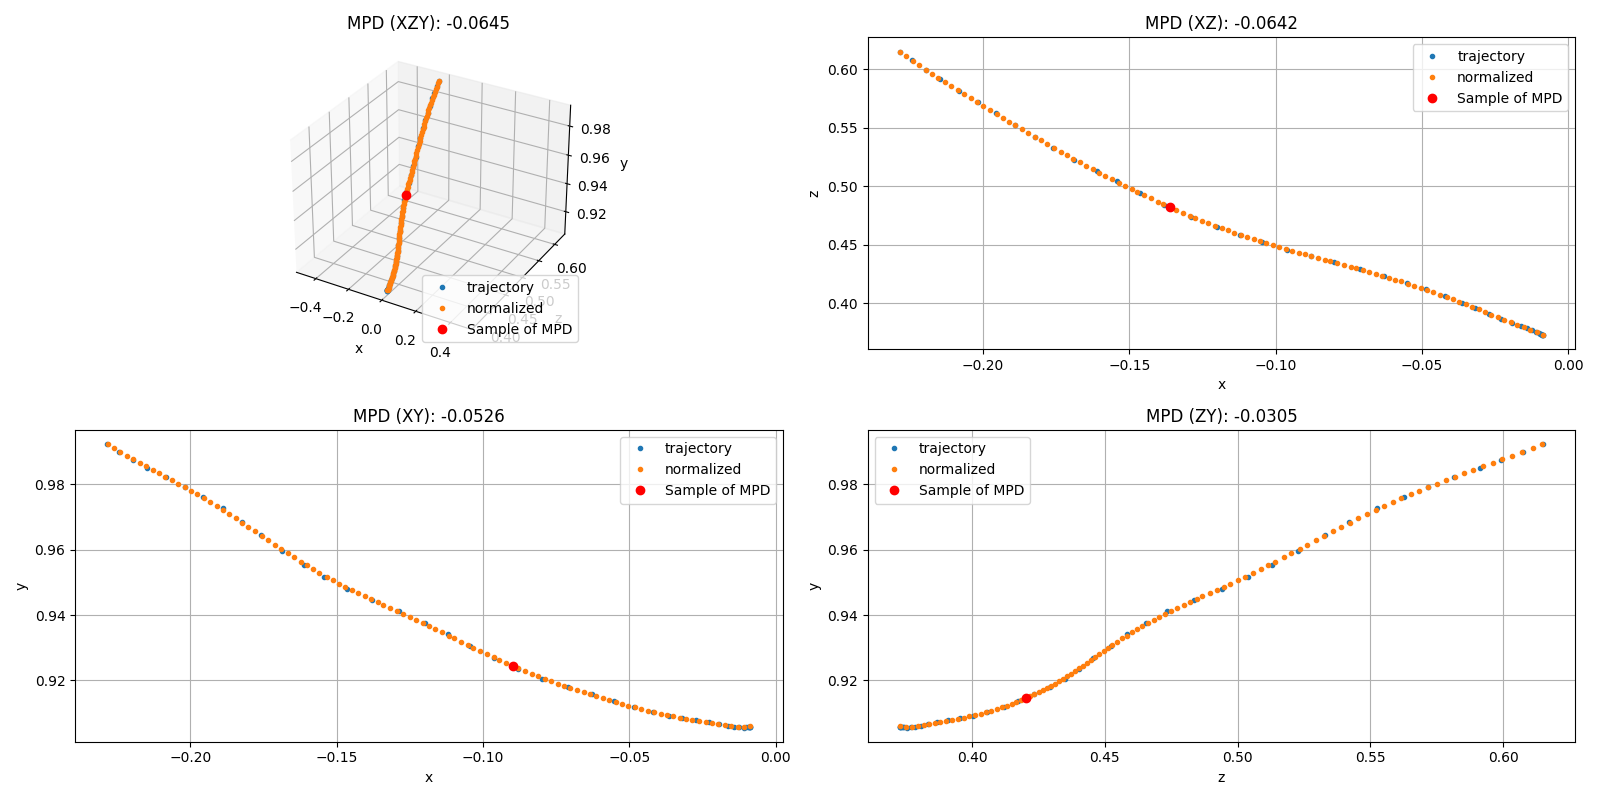 MPD (XZY): -0.0645
0.98
0.96
0.94
0.92
y
0.60
0.55
0.50
0.45
0.40
z
−0.4
−0.2
0.0
0.2
0.4
x
trajectory
normalized
Sample of MPD
MPD (XZ): -0.0642
0.60
0.55
0.50
0.45
0.40
z
−0.20
−0.15
−0.10
−0.05
0.00
x
trajectory
normalized
Sample of MPD
MPD (XY): -0.0526
0.98
0.96
0.94
0.92
y
−0.20
−0.15
−0.10
−0.05
0.00
x
trajectory
normalized
Sample of MPD
MPD (ZY): -0.0305
0.98
0.96
0.94
0.92
y
0.40
0.45
0.50
0.55
0.60
z
trajectory
normalized
Sample of MPD